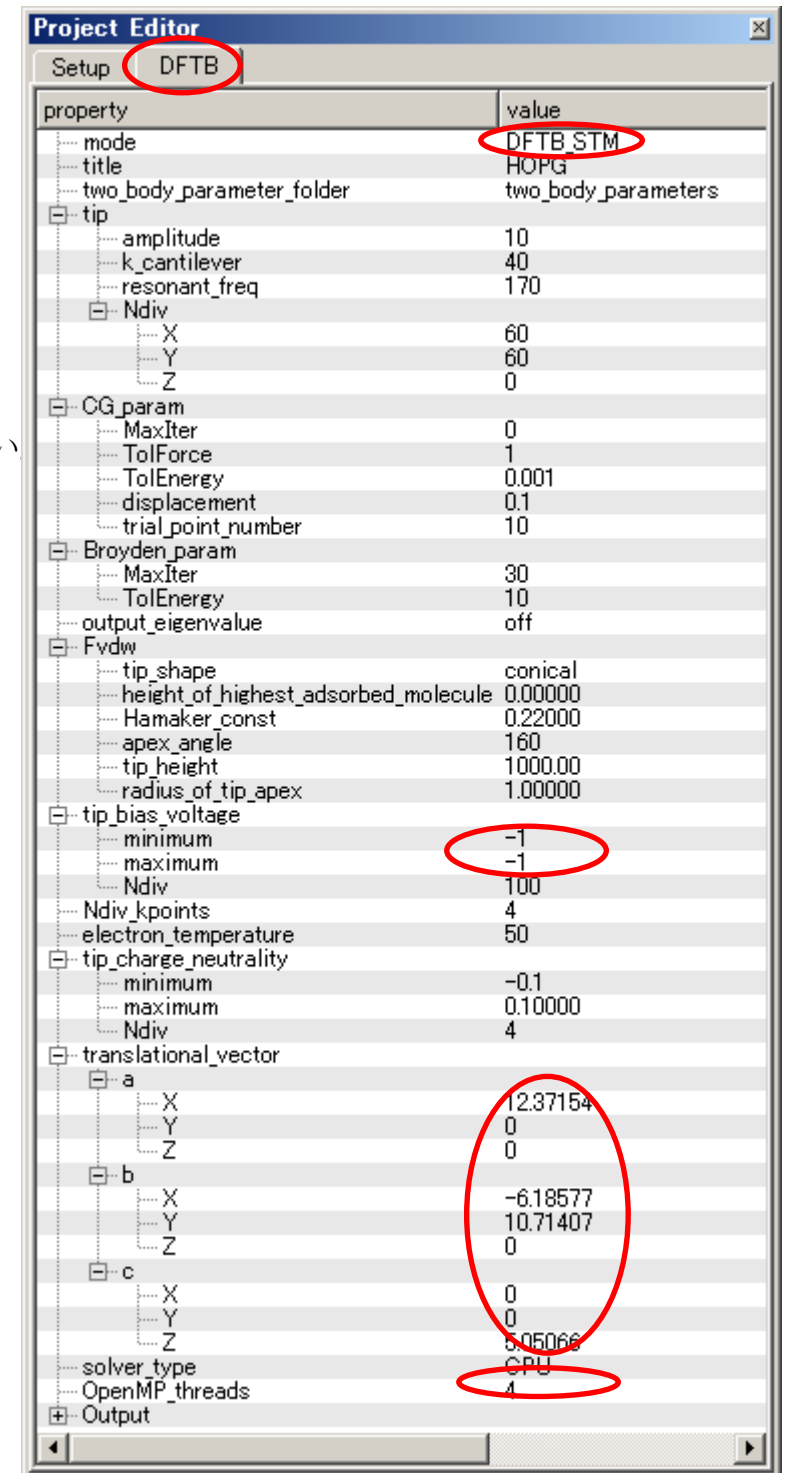 Project Editor
Setup DFTB
property value
mode DFTB_STM
title HOPG
two_body_parameter_folder two_body_parameters
tip
amplitude 10
k_cantilever 40
resonant_freq 170
Ndiv
X 60
Y 60
Z 0
CG_param
MaxIter 0
い
TolForce 1
TolEnergy 0.001
displacement 0.1
trial_point_number 10
Broyden_param
MaxIter 30
TolEnergy 10
output_eigenvalue off
Fvdw
tip_shape conical
height_of_highest_adsorbed_molecule 0.00000
Hamaker_const 0.22000
apex_angle 160
tip_height 1000.00
radius_of_tip_apex 1.00000
tip_bias_voltage
minimum -1
maximum -1
Ndiv 100
Ndiv_kpoints 4
electron_temperature 50
tip_charge_neutrality
minimum -0.1
maximum 0.10000
Ndiv 4
translational_vector
a
X 12.37154
Y 0
Z 0
b
X -6.18577
Y 10.71407
Z 0
c
X 0
Y 0
Z 5.05066
solver_type CPU
OpenMP_threads 4
Output